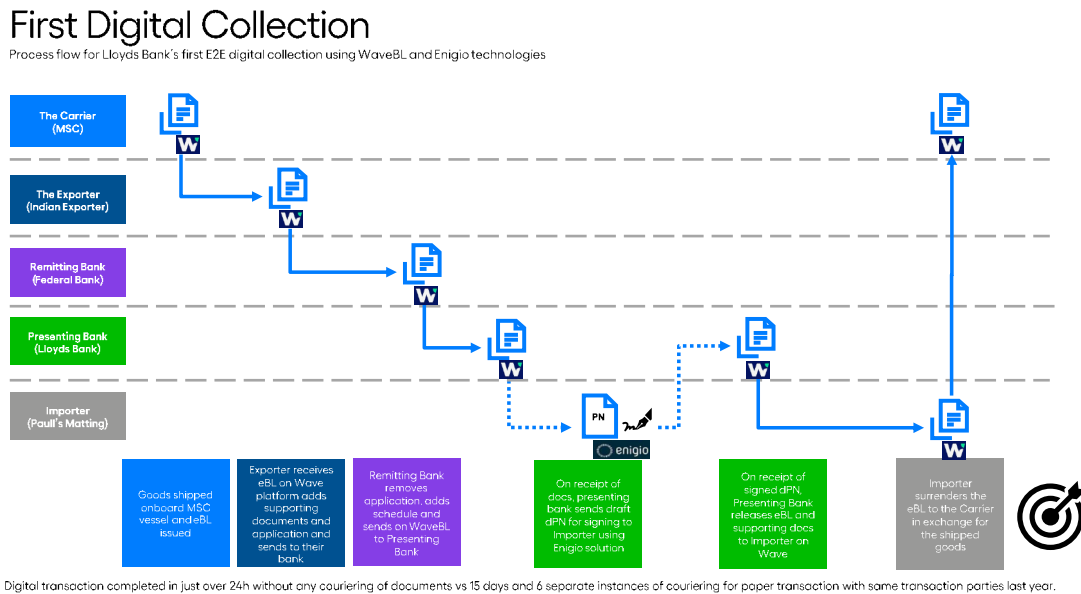 First Digital Collection
Process flow for Lloyds Bank's first E2E digital collection using WaveBL and Enigio technologies
The Carrier
(MSC)
W
W
The Exporter
(Indian Exporter)
W
Remitting Bank
(Federal Bank)
W
Presenting Bank
(Lloyds Bank)
W
W
Importer
(Paull's Matting)
PN
enigio
W
Goods shipped
onboard MSC
vessel and eBL
issued
Exporter receives
eBL on Wave
platform adds
supporting
documents and
application and
sends to their
bank
Remitting Bank
removes
application, adds
schedule and
sends on WaveBL
to Presenting
Bank
On receipt of
docs, presenting
bank sends draft
dPN for signing to
Importer using
Enigio solution
On receipt of
signed dPN,
Presenting Bank
releases eBL and
supporting docs
to Importer on
Wave
Importer
surrenders the
eBL to the Carrier
in exchange for
the shipped
goods
Digital transaction completed in just over 24h without any couriering of documents vs 15 days and 6 separate instances of couriering for paper transaction with same transaction parties last year.